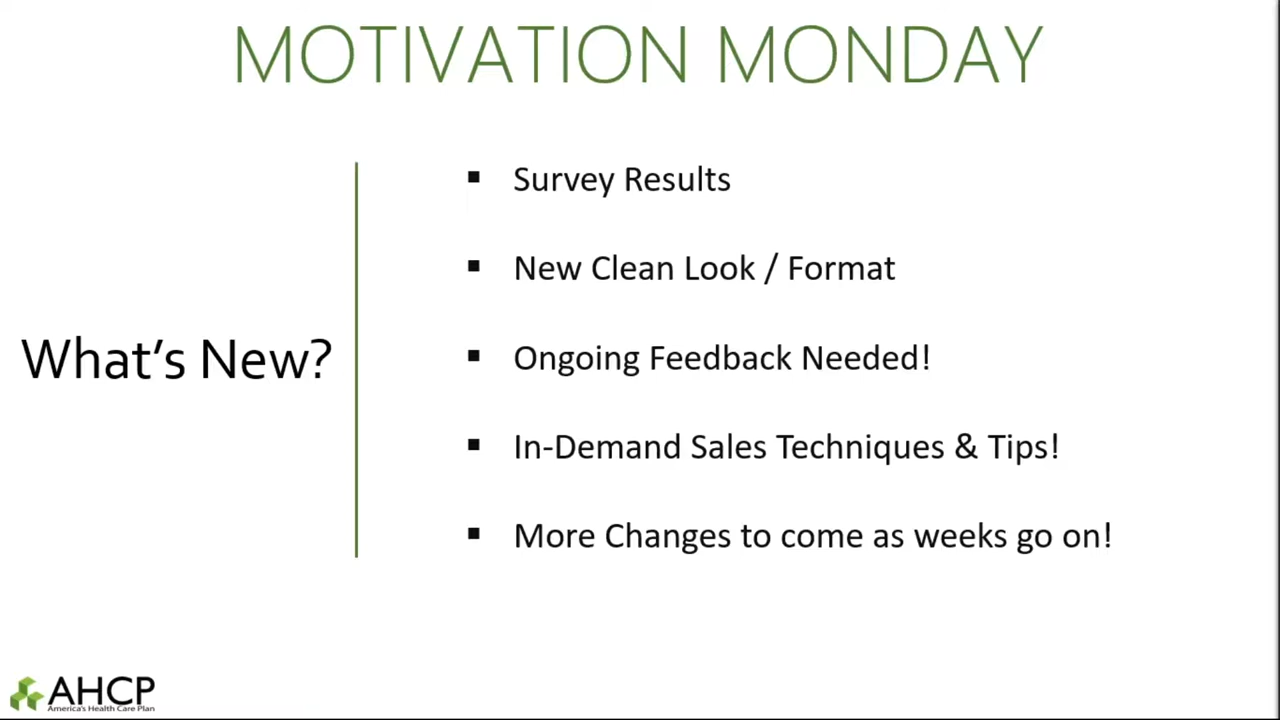 MOTIVATION MONDAY
What’s New?
Survey Results
New Clean Look / Format
Ongoing Feedback Needed!
In-Demand Sales Techniques & Tips!
More Changes to come as weeks go on!
AHCP
America's Health Care Plan